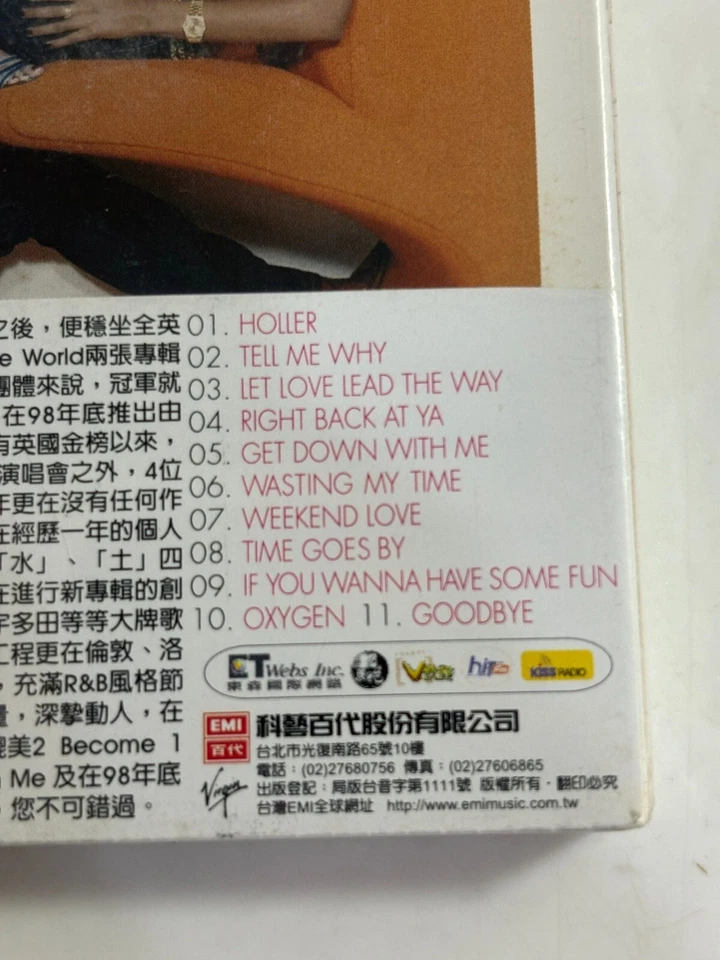 之後，便穩坐全英
e World兩張專輯
團體來說，冠軍就
在98年底推出由
有英國金榜以來，
演唱會之外，4位
年更在沒有任何作
在經歷一年的個人
「水」、「土」四
在進行新專輯的創
宇多田等等大牌歌
工程更在倫敦、洛
，充滿R&B風格節
量，深摯動人，在
媲美2 Become 1
n Me 及在98年底
您不可錯過。
01. HOLLER
02. TELL ME WHY
03. LET LOVE LEAD THE WAY
04. RIGHT BACK AT YA
05. GET DOWN WITH ME
06. WASTING MY TIME
07. WEEKEND LOVE
08. TIME GOES BY
09. IF YOU WANNA HAVE SOME FUN
10. OXYGEN 11. GOODBYE
ETWebs Inc.
東森國際網路
hit
KISS RADIO
EMI
百代
Virgin
科藝百代股份有限公司
台北市光復南路65號10樓
電話：(02)27680756 傳真：(02)27606865
出版登記：局版台音字第1111號 版權所有．翻印必究
台灣EMI全球網址 http://www.emimusic.com.tw